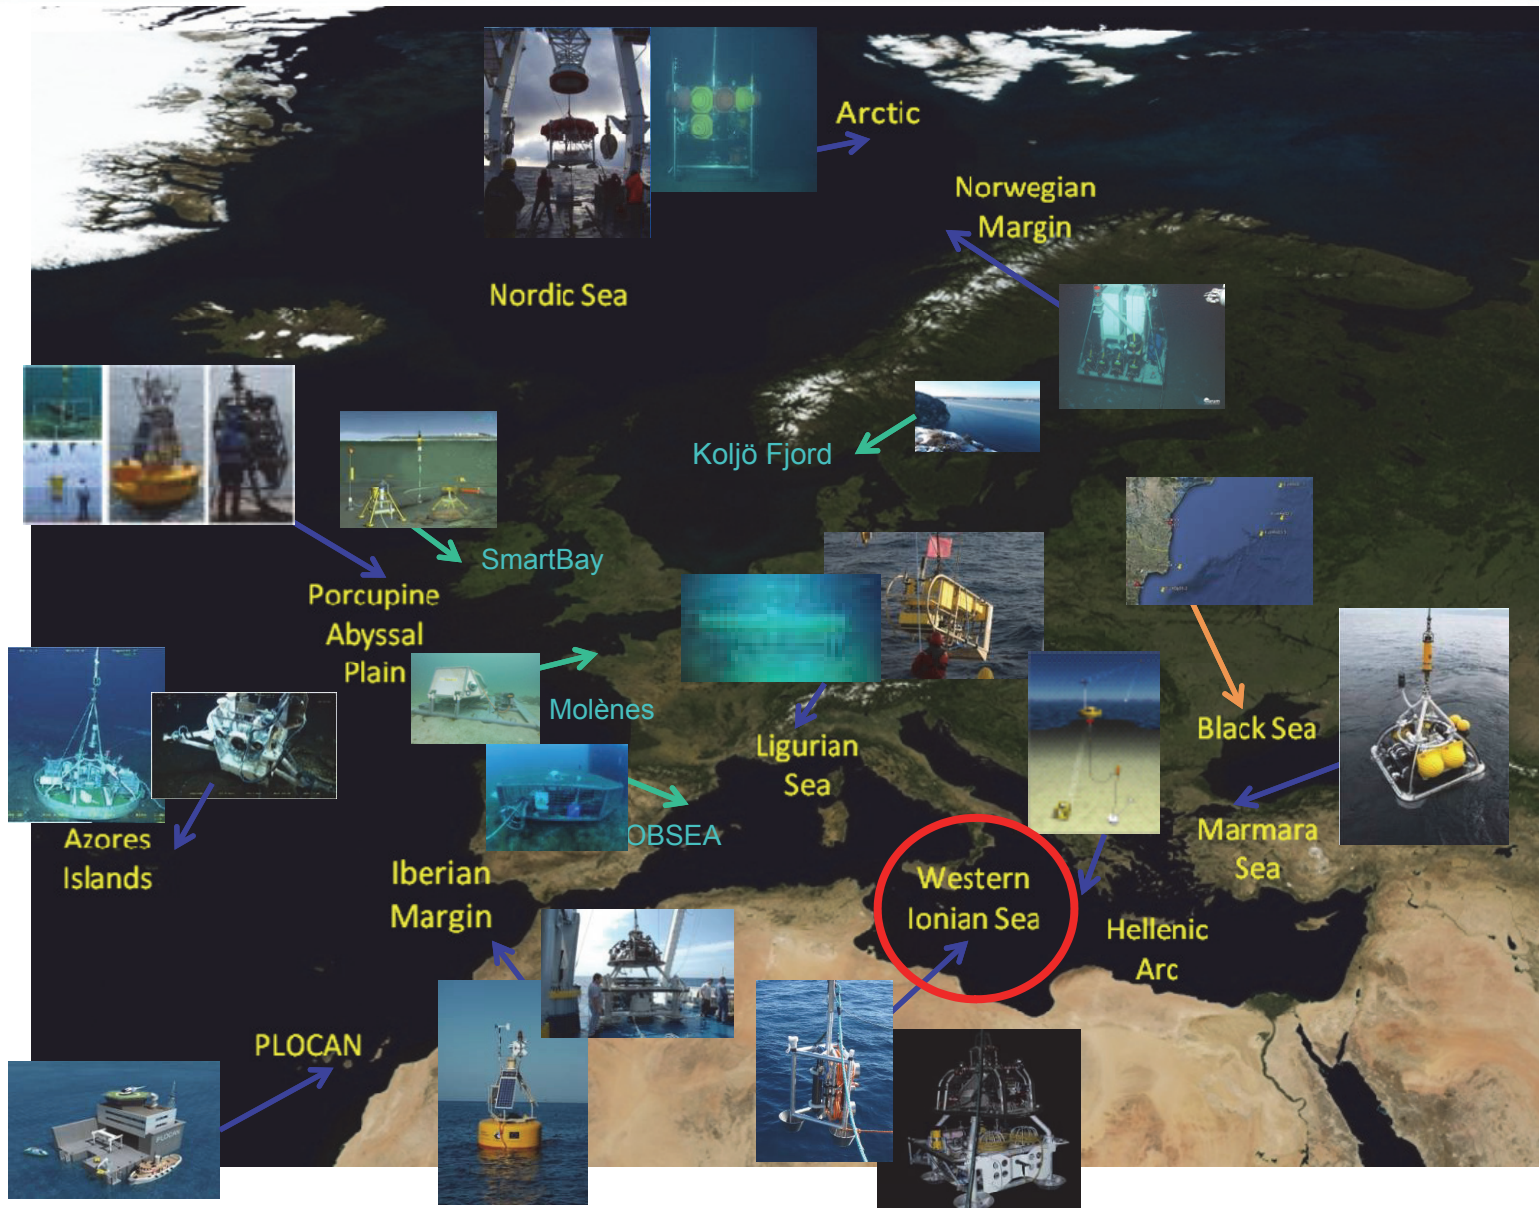 Arctic
Norwegian
Margin
Nordic Sea
Koljö Fjord
SmartBay
Porcupine
Abyssal
Plain
Molènes
Ligurian
Sea
Black Sea
Marmara
Sea
OBSEA
Azores
Islands
Iberian
Margin
Western
Ionian Sea
Hellenic
Arc
PLOCAN
PLOCAN